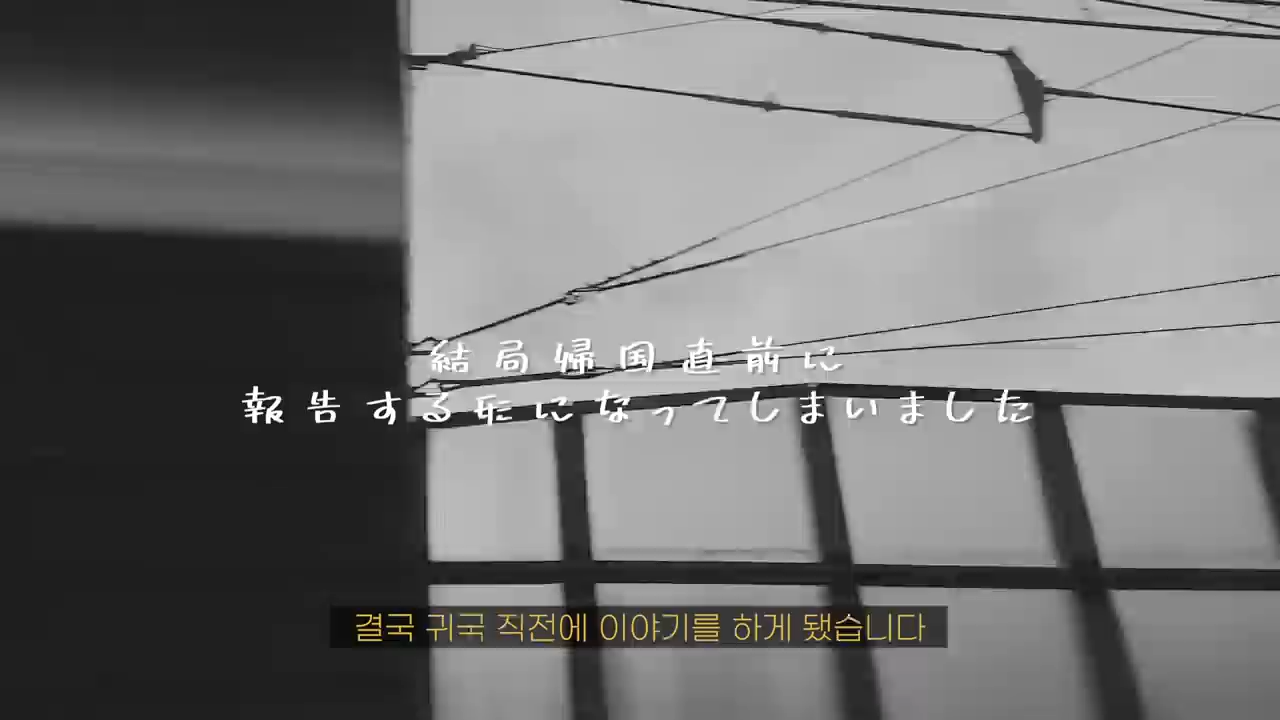 結局帰国直前に
報告する形になってしまいました
결국 귀국 직전에 이야기를 하게 됐습니다